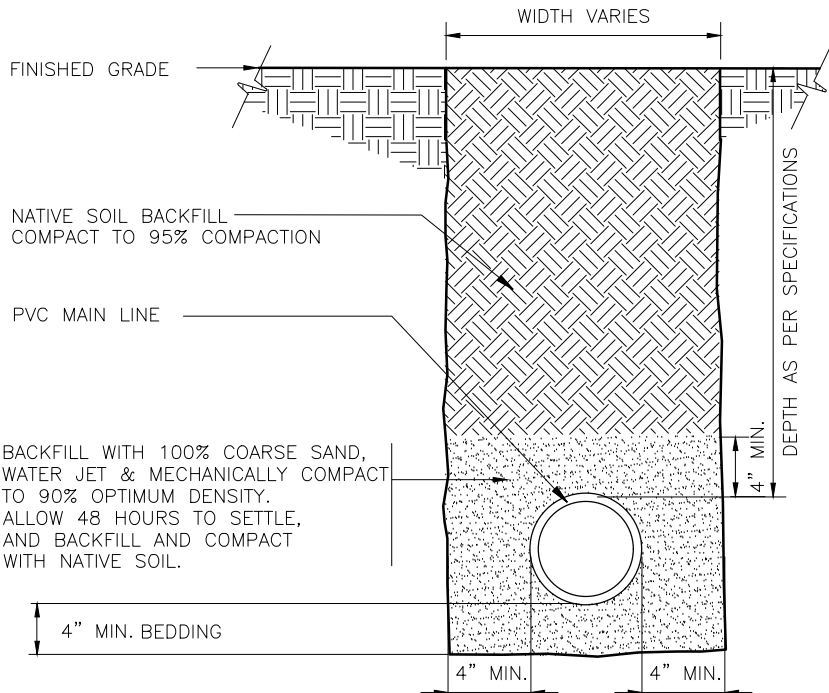 WIDTH VARIES
FINISHED GRADE
NATIVE SOIL BACKFILL
COMPACT TO 95% COMPACTION
PVC MAIN LINE
DEPTH AS PER SPECIFICATIONS
4" MIN.
BACKFILL WITH 100% COARSE SAND,
WATER JET & MECHANICALLY COMPACT
TO 90% OPTIMUM DENSITY.
ALLOW 48 HOURS TO SETTLE,
AND BACKFILL AND COMPACT
WITH NATIVE SOIL.
4" MIN. BEDDING
4" MIN.
4" MIN.